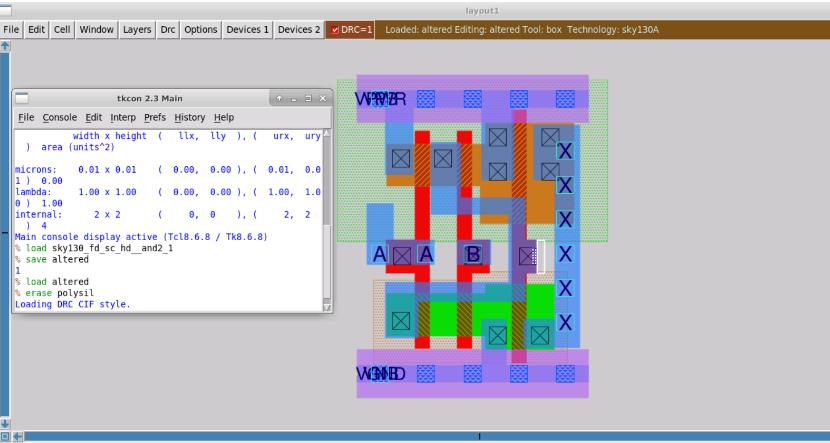 layout1
File Edit Cell Window Layers Drc Options Devices 1 Devices 2 DRC=1 Loaded: altered Editing: altered Tool: box Technology: sky130A
tkcon 2.3 Main
File Console Edit Interp Prefs History Help
width x height ( llx, lly ), ( urx, ury
) area (units^2)
microns: 0.01 x 0.01 ( 0.00, 0.00 ), ( 0.01, 0.0
1 ) 0.00
lambda: 1.00 x 1.00 ( 0.00, 0.00 ), ( 1.00, 1.0
0 ) 1.00
internal: 2 x 2 ( 0, 0 ), ( 2, 2
) 4
Main console display active (Tcl8.6.8 / Tk8.6.8)
% load sky130_fd_sc_hd__and2_1
% save altered
1
% load altered
% erase polysil
Loading DRC CIF style.
X
X
X
A A B X
X
X